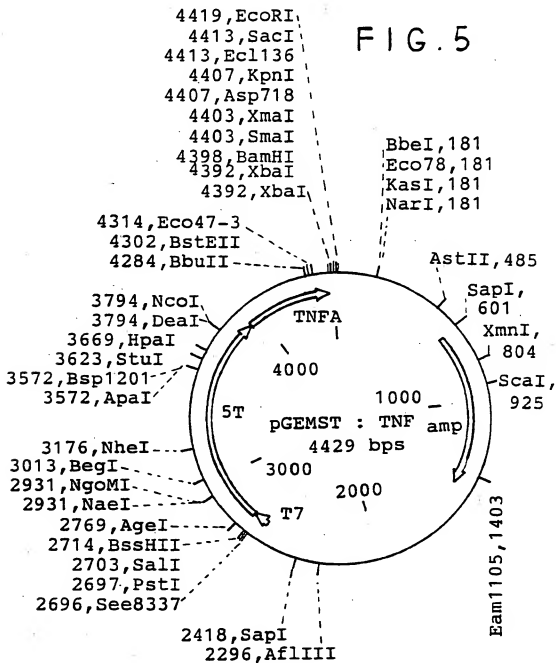 FIG.5
4419,EcoRI
4413,SacI
4413,Ecl136
4407,KpnI
4407,Asp718
4403,XmaI
4403,SmaI
4398,BamHI
4392,XbaI
4392,XbaI
4314,Eco47-3
4302,BstEII
4284,BbuII
3794,NcoI
3794,DeaI
3669,HpaI
3623,StuI
3572,Bsp1201
3572,ApaI
3176,NheI
3013,BegI
2931,NgoMI
2931,NaeI
2769,AgeI
2714,BssHII
2703,SalI
2697,PstI
2696,See8337
2418,SapI
2296,AflIII
BbeI,181
Eco78,181
KasI,181
NarI,181
AstII,485
SapI,
601
XmnI,
804
ScaI,
925
Eam1105,1403
TNFA
4000
1000
5T
pGEMST : TNF
amp
4429 bps
3000
2000
T7